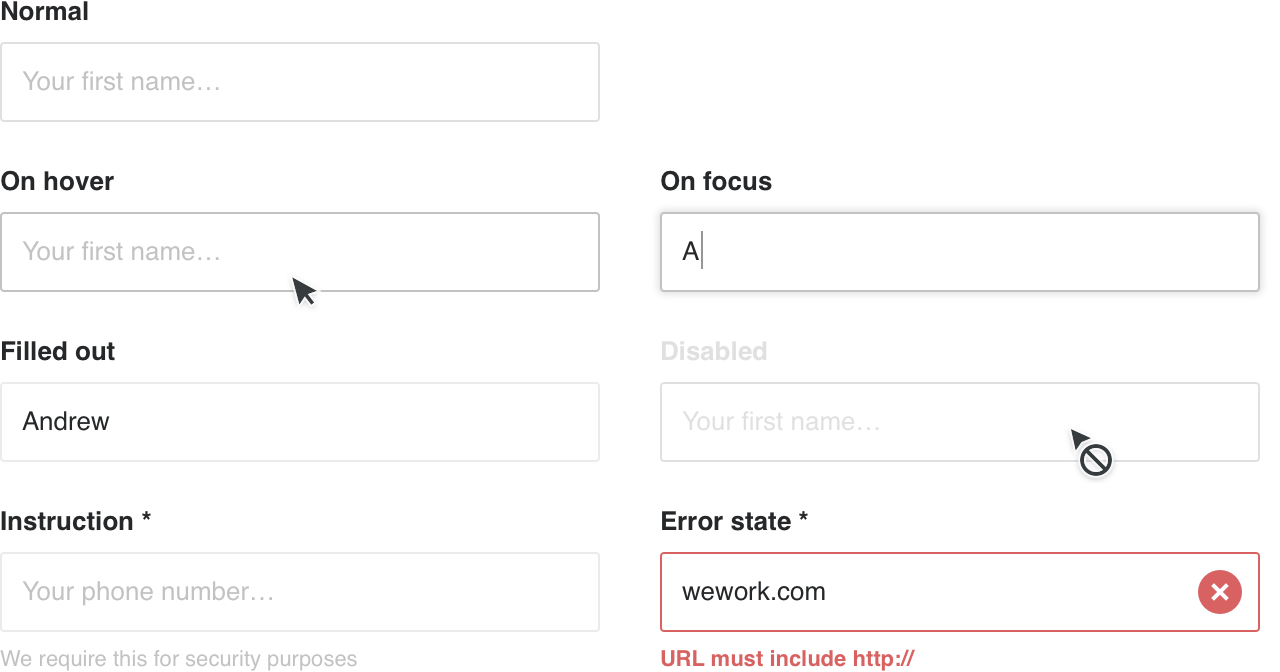 Normal
Your first name…
On hover
Your first name…
On focus
A
Filled out
Andrew
Disabled
Your first name…
Instruction *
Your phone number…
We require this for security purposes
Error state *
wework.com
URL must include http://